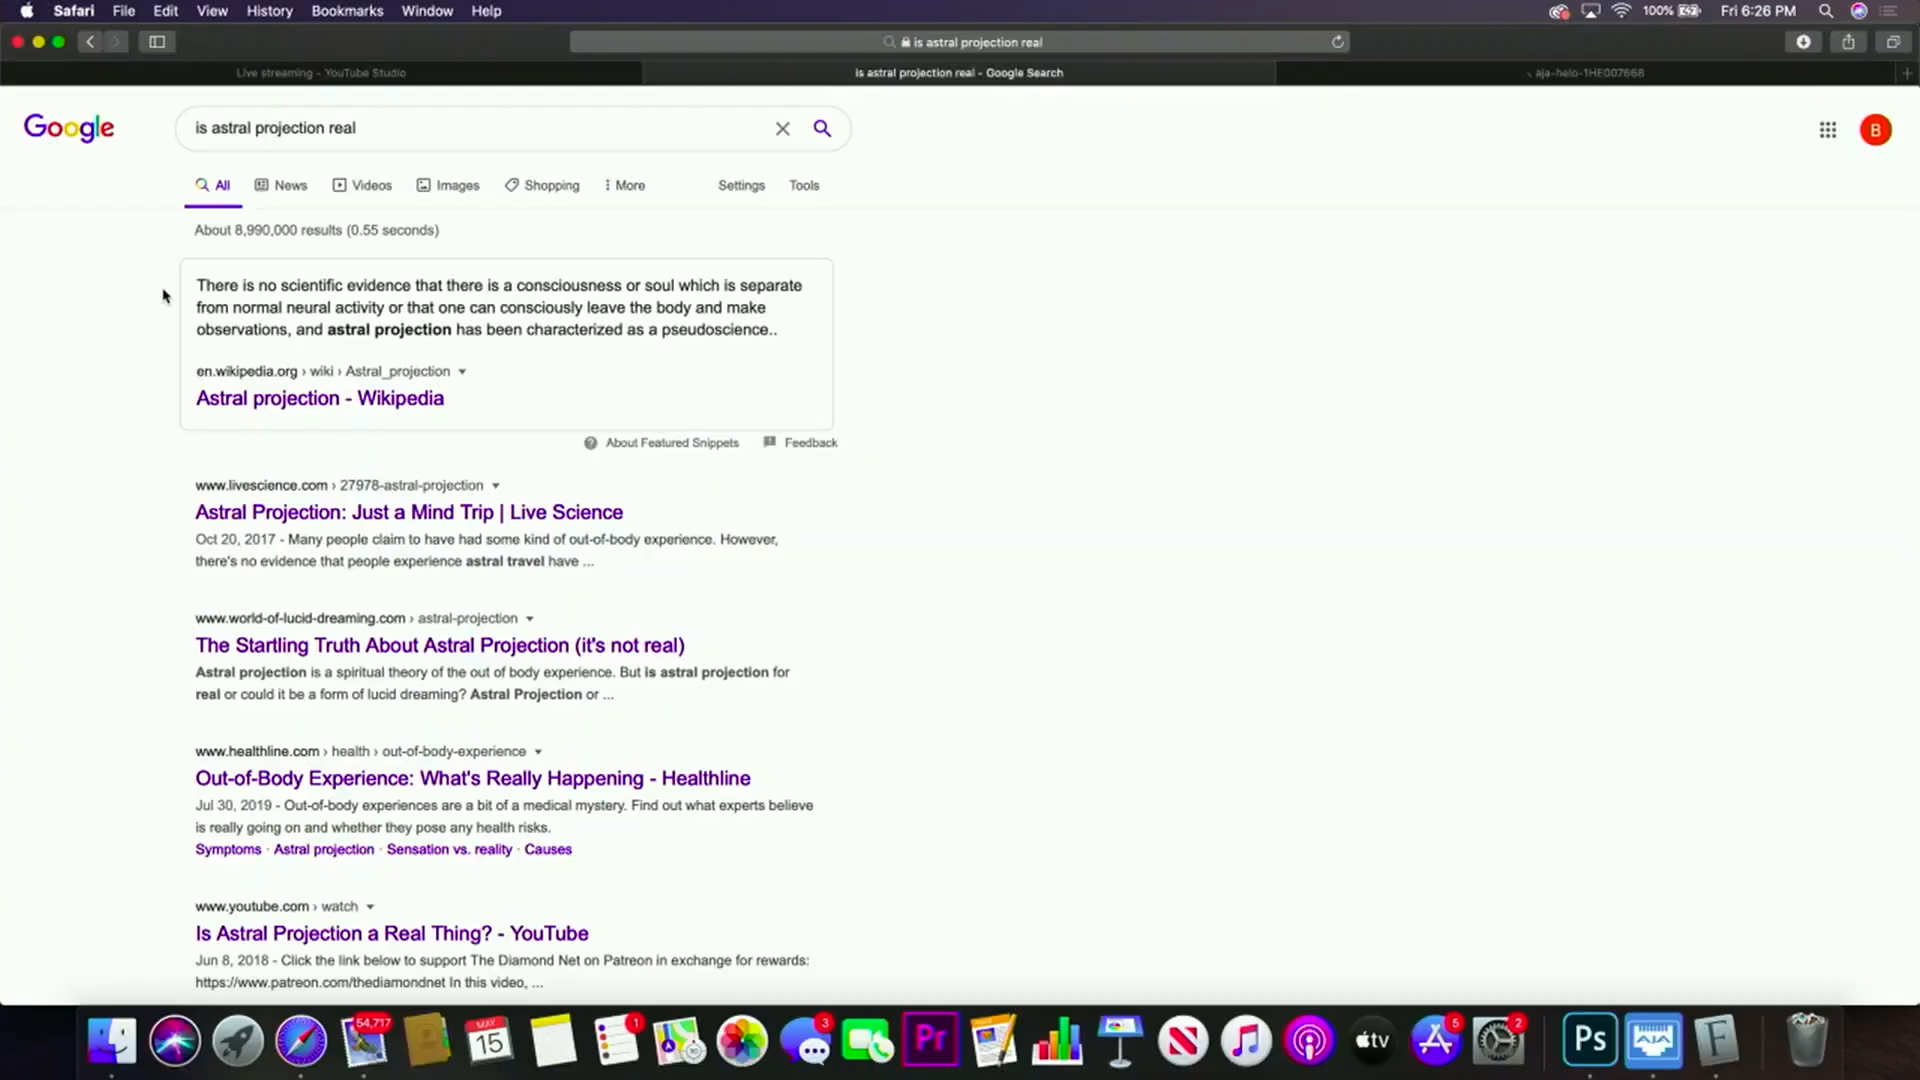 Safari File Edit View History Bookmarks Window Help
100% Fri 6:26 PM
is astral projection real
Live streaming - YouTube Studio
is astral projection real - Google Search
aja-helo-1HE007668
Google
is astral projection real
B
All News Videos Images Shopping More Settings Tools
About 8,990,000 results (0.55 seconds)
There is no scientific evidence that there is a consciousness or soul which is separate
from normal neural activity or that one can consciously leave the body and make
observations, and astral projection has been characterized as a pseudoscience..
en.wikipedia.org › wiki › Astral_projection
Astral projection - Wikipedia
About Featured Snippets Feedback
www.livescience.com › 27978-astral-projection
Astral Projection: Just a Mind Trip | Live Science
Oct 20, 2017 - Many people claim to have had some kind of out-of-body experience. However,
there's no evidence that people experience astral travel have ...
www.world-of-lucid-dreaming.com › astral-projection
The Startling Truth About Astral Projection (it's not real)
Astral projection is a spiritual theory of the out of body experience. But is astral projection for
real or could it be a form of lucid dreaming? Astral Projection or ...
www.healthline.com › health › out-of-body-experience
Out-of-Body Experience: What's Really Happening - Healthline
Jul 30, 2019 - Out-of-body experiences are a bit of a medical mystery. Find out what experts believe
is really going on and whether they pose any health risks.
Symptoms · Astral projection · Sensation vs. reality · Causes
www.youtube.com › watch
Is Astral Projection a Real Thing? - YouTube
Jun 8, 2018 - Click the link below to support The Diamond Net on Patreon in exchange for rewards:
https://www.patreon.com/thediamondnet In this video, ...
54,717 MAY 15 1 3 Pr tv 5 2 Ps AJA